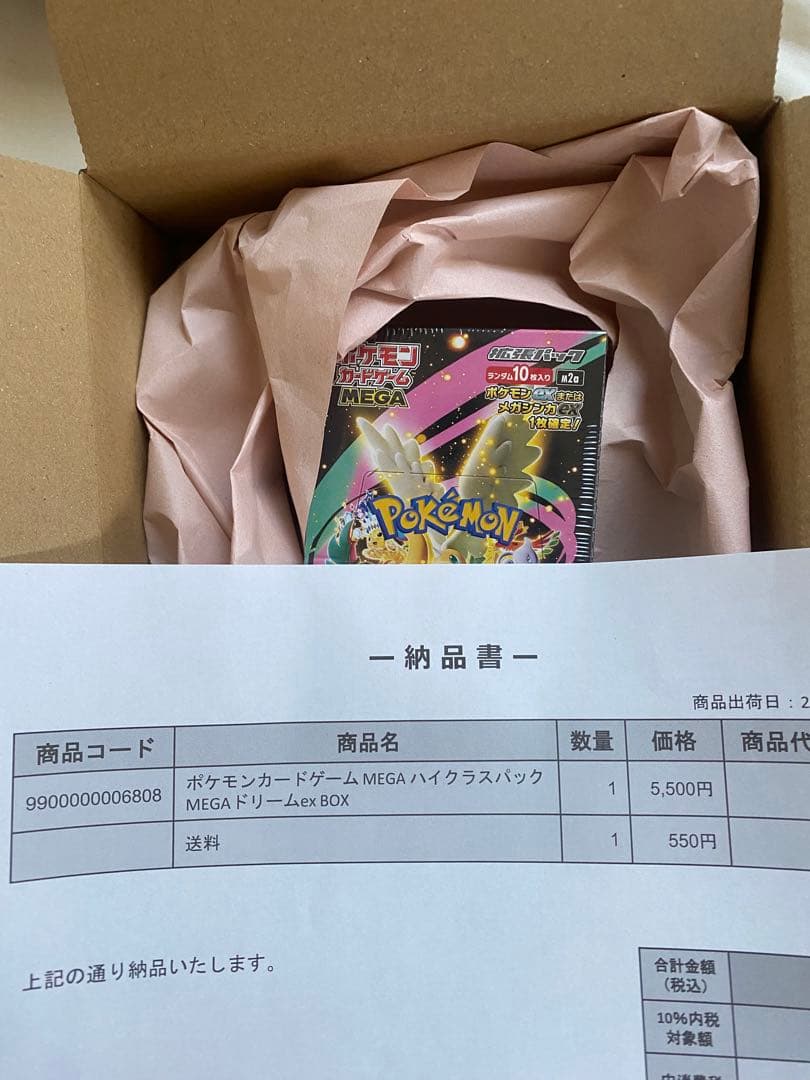 ポケモン
カードゲーム
MEGA
拡張パック
ランダム10枚入り M2a
ポケモンexまたは
メガシンカex
1枚確定!
POKéMON
ー納品書ー
商品出荷日:2
商品コード 商品名 数量 価格 商品代
9900000006808 ポケモンカードゲーム MEGA ハイクラスパック
MEGAドリームex BOX 1 5,500円
送料 1 550円
上記の通り納品いたします。
合計金額
(税込)
10%内税
対象額
内消費税